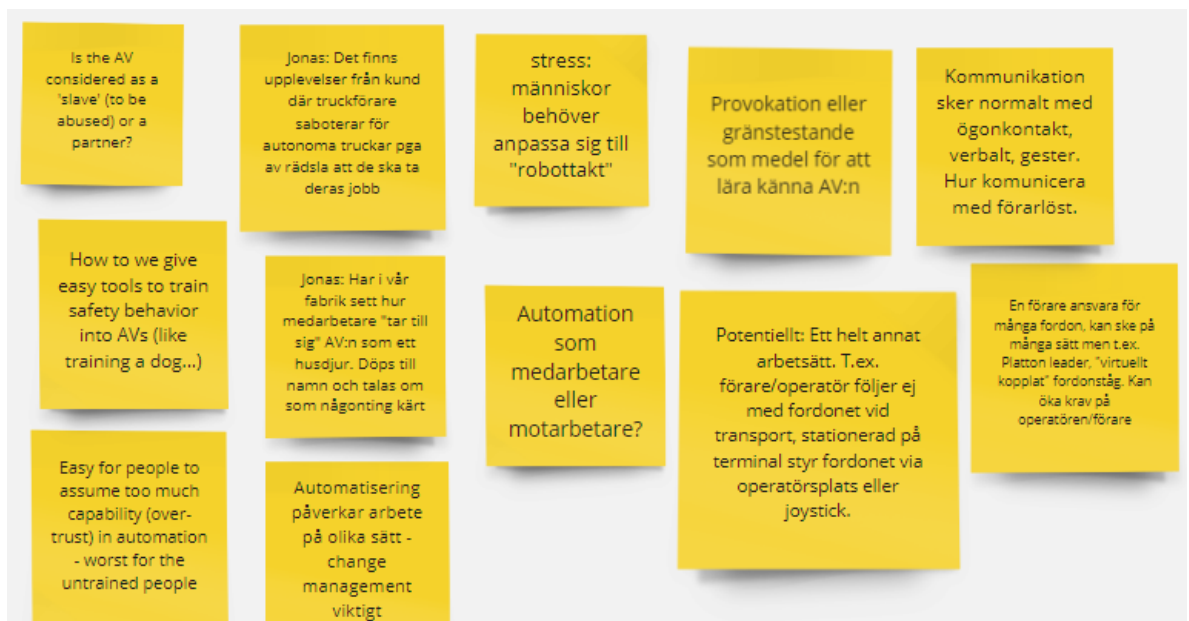 Is the AV
considered as a
'slave' (to be
abused) or a
partner?
Jonas: Det finns
upplevelser från kund
där truckförare
saboterar för
autonoma truckar pga
av rädsla att de ska ta
deras jobb
stress:
människor
behöver
anpassa sig till
"robottakt"
Provokation eller
gränstestande
som medel för att
lära känna AV:n
Kommunikation
sker normalt med
ögonkontakt,
verbalt, gester.
Hur komunicera
med förarlöst.
How to we give
easy tools to train
safety behavior
into AVs (like
training a dog...)
Jonas: Har i vår
fabrik sett hur
medarbetare "tar till
sig" AV:n som ett
husdjur. Döps till
namn och talas om
som någonting kärt
Automation
som
medarbetare
eller
motarbetare?
Potentiellt: Ett helt annat
arbetsätt. T.ex.
förare/operatör följer ej
med fordonet vid
transport, stationerad på
terminal styr fordonet via
operatörsplats eller
joystick.
En förare ansvara för
många fordon, kan ske på
många sätt men t.ex.
Platton leader, "virtuellt
kopplat" fordonståg. Kan
öka krav på
operatören/förare
Easy for people to
assume too much
capability (over-
trust) in automation
- worst for the
untrained people
Automatisering
påverkar arbete
på olika sätt -
change
management
viktigt